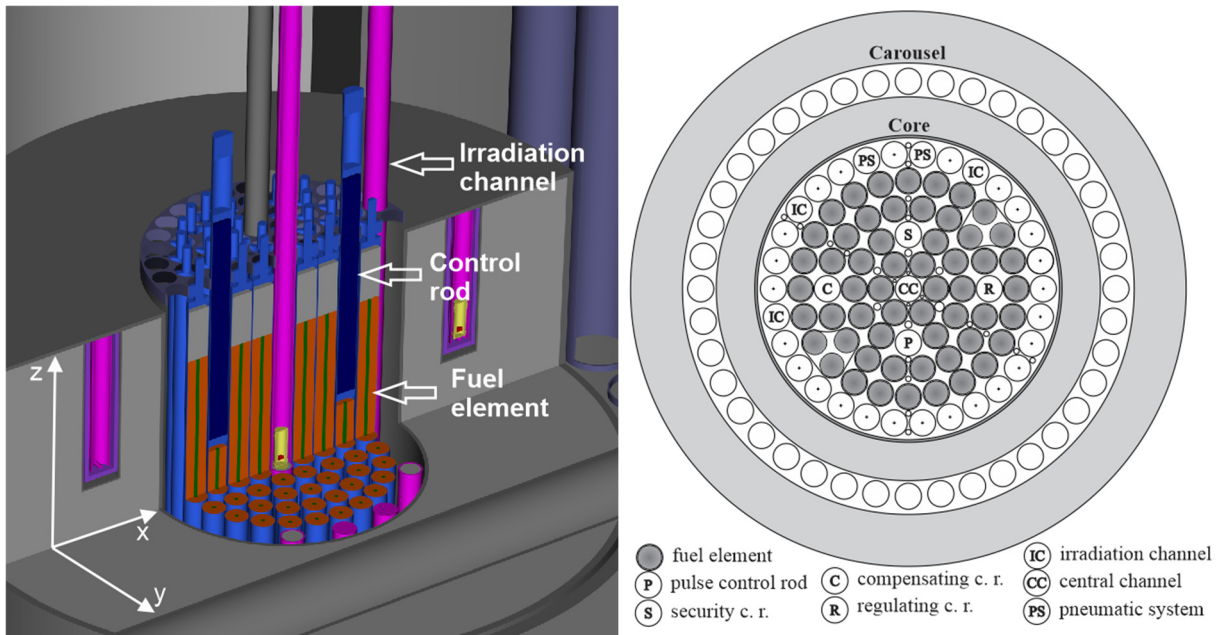 Irradiation
channel
Control
rod
Fuel
element
z
x
y
Carousel
Core
PS
PS
IC
IC
S
C
CC
R
IC
P
fuel element
P pulse control rod
S security c. r.
C compensating c. r.
R regulating c. r.
IC irradiation channel
CC central channel
PS pneumatic system